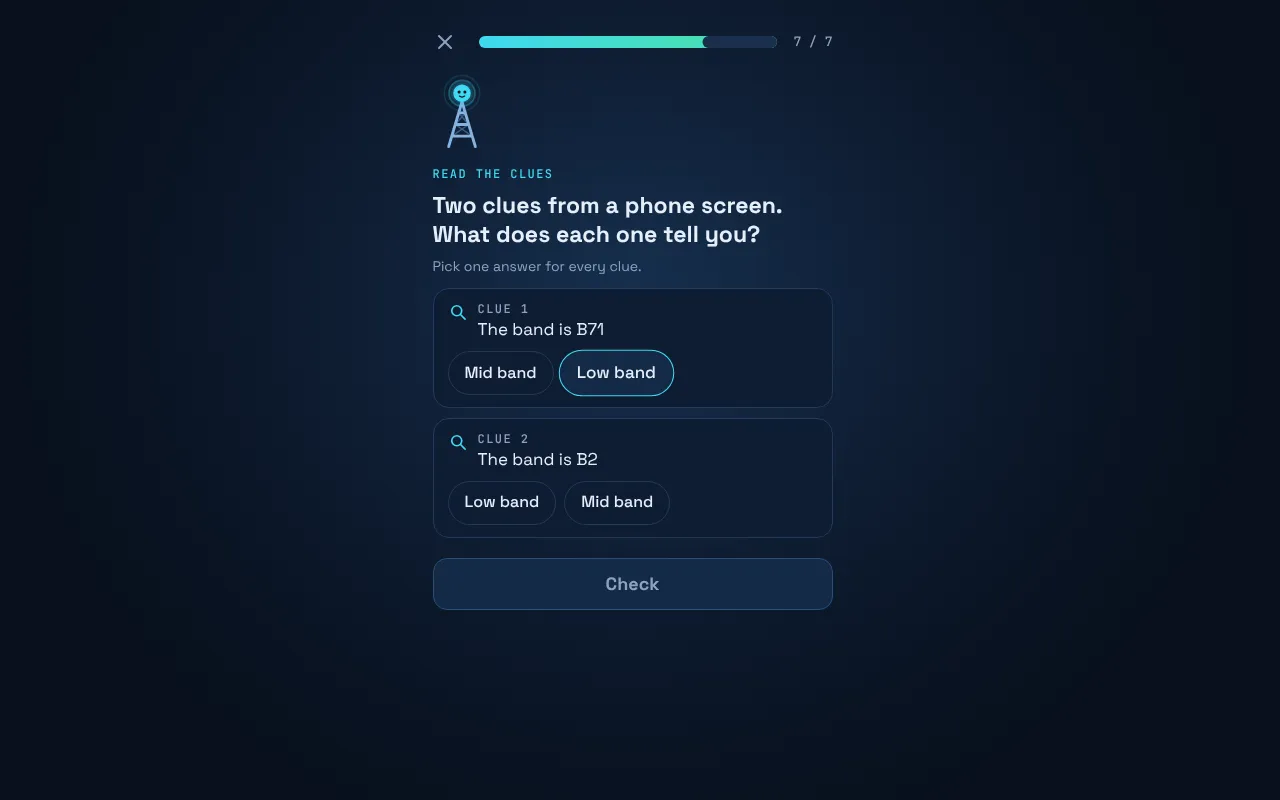 7 / 7
READ THE CLUES
Two clues from a phone screen.
What does each one tell you?
Pick one answer for every clue.
CLUE 1
The band is B71
Mid band
Low band
CLUE 2
The band is B2
Low band
Mid band
Check